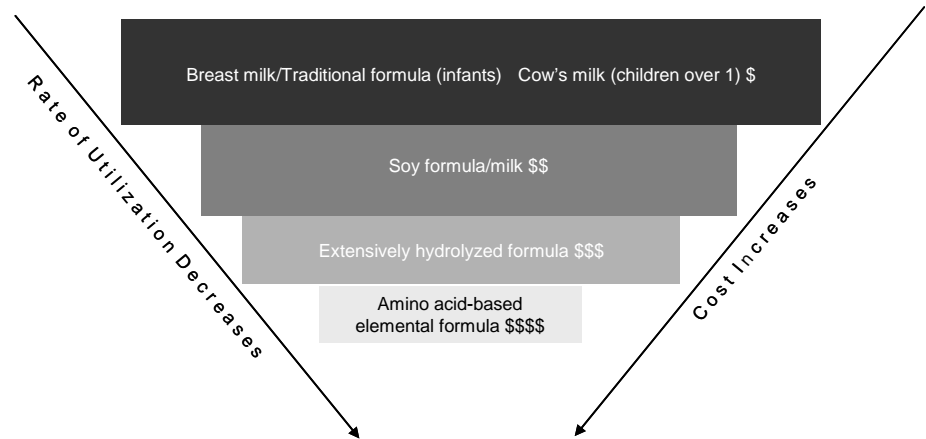 Breast milk/Traditional formula (infants) Cow's milk (children over 1) $
Rate of Utilization Decreases
Soy formula/milk $$
Cost Increases
Extensively hydrolyzed formula $$$
Amino acid-based
elemental formula $$$$